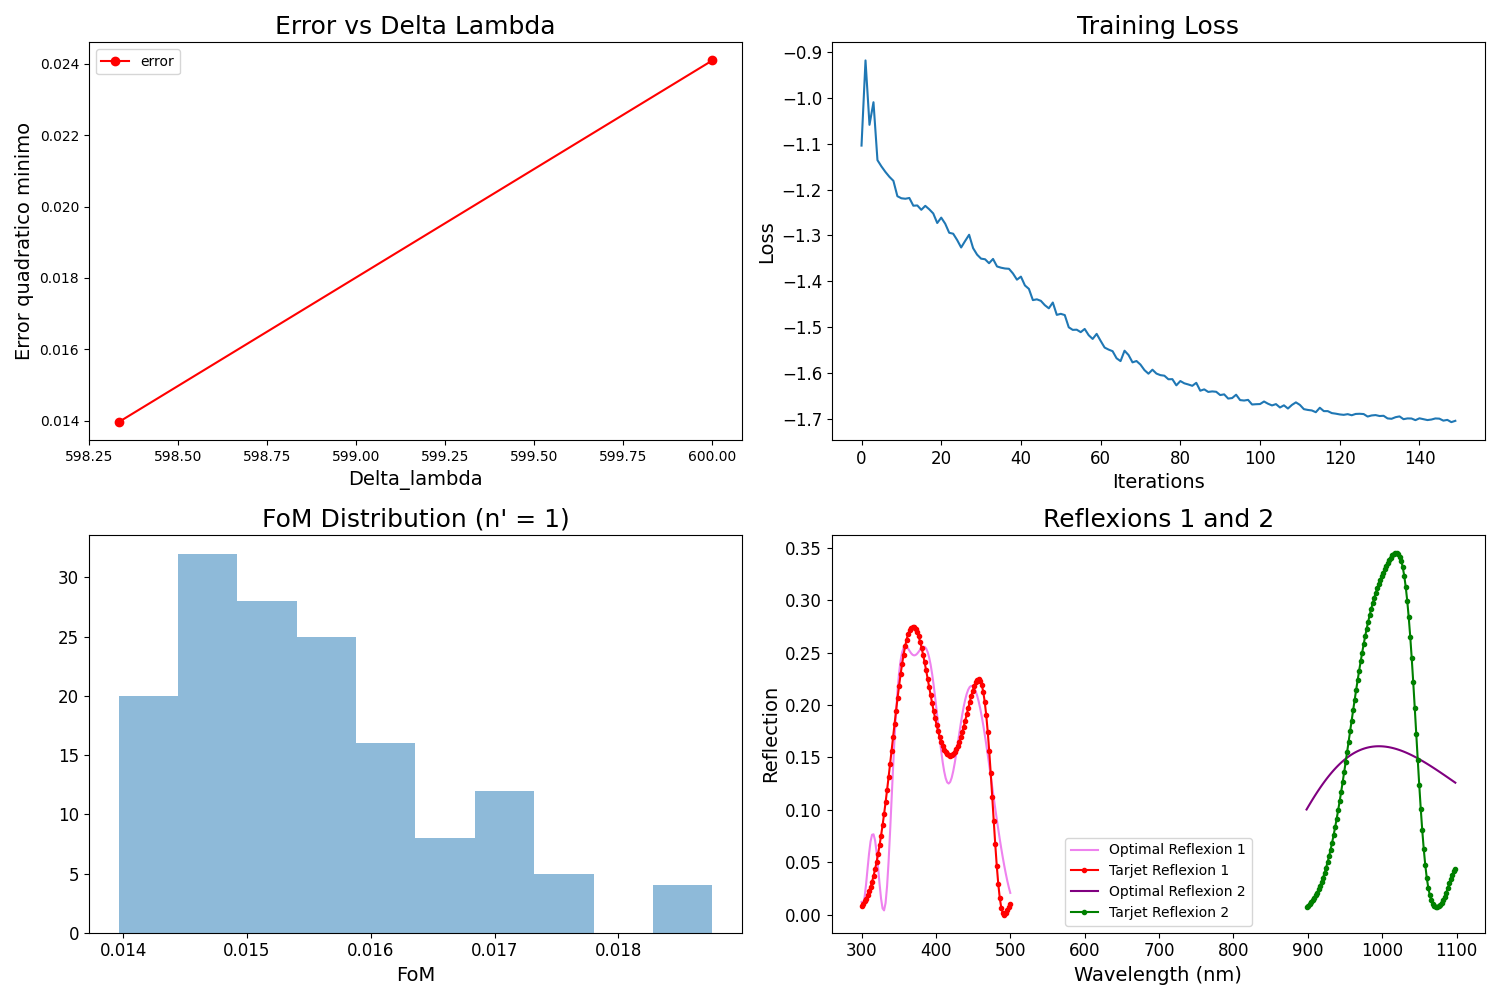 Error vs Delta Lambda
error
Error quadratico minimo
0.024
0.022
0.020
0.018
0.016
0.014
598.25 598.50 598.75 599.00 599.25 599.50 599.75 600.00
Delta_lambda
Training Loss
Loss
−0.9
−1.0
−1.1
−1.2
−1.3
−1.4
−1.5
−1.6
−1.7
0 20 40 60 80 100 120 140
Iterations
FoM Distribution (n' = 1)
30
25
20
15
10
5
0
0.014 0.015 0.016 0.017 0.018
FoM
Reflexions 1 and 2
Reflection
0.35
0.30
0.25
0.20
0.15
0.10
0.05
0.00
Optimal Reflexion 1
Tarjet Reflexion 1
Optimal Reflexion 2
Tarjet Reflexion 2
300 400 500 600 700 800 900 1000 1100
Wavelength (nm)